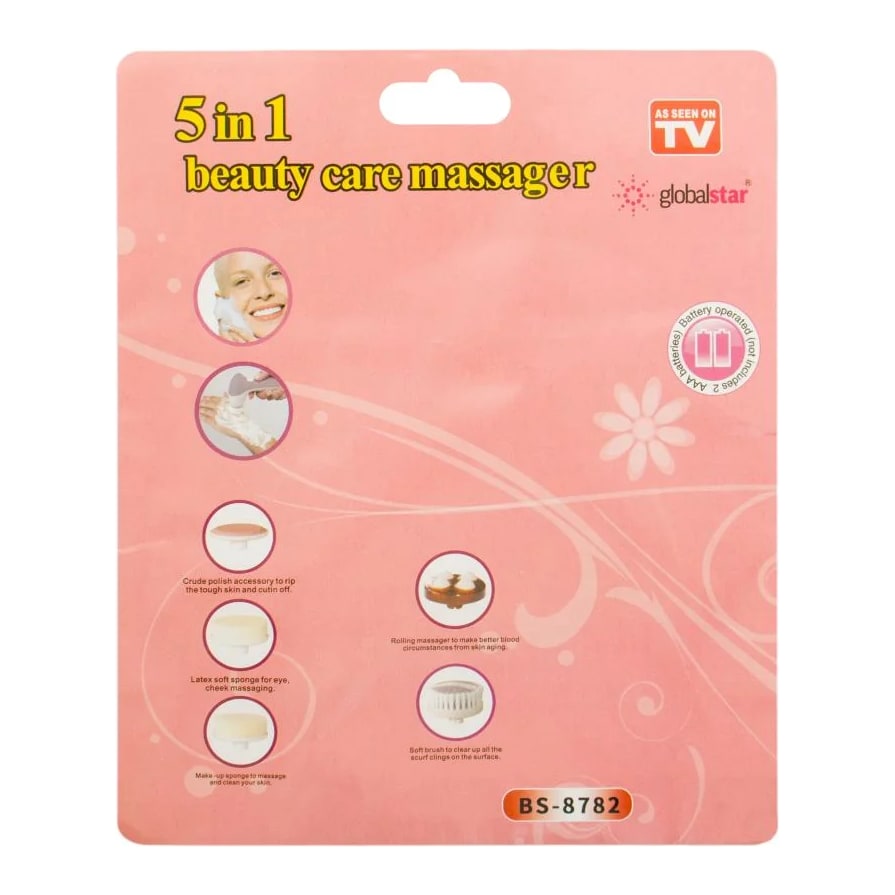 5 in 1
beauty care massager
AS SEEN ON
TV
globalstar®
Battery operated (not includes 2 AAA batteries)
Crude polish accessory to rip
the tough skin and cutin off.
Latex soft sponge for eye,
cheek massaging.
Make-up sponge to massage
and clean your skin.
Rolling massager to make better blood
circumstances from skin aging.
Soft brush to clear up all the
scurf clings on the surface.
BS-8782